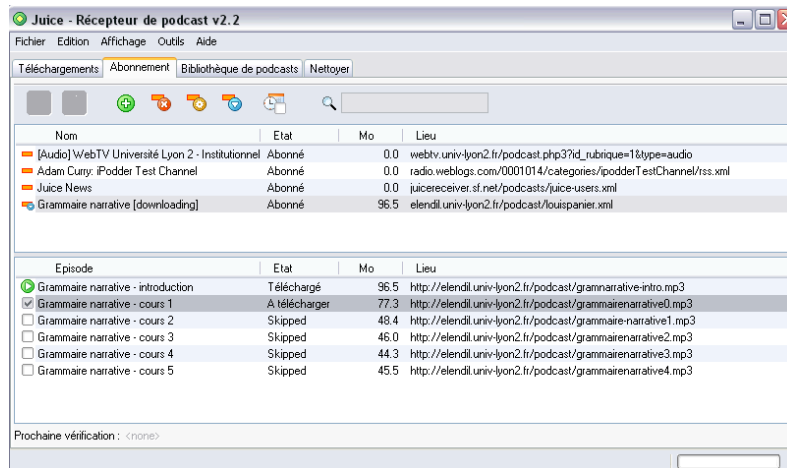 Juice - Récepteur de podcast v2.2
Fichier Edition Affichage Outils Aide
Téléchargements Abonnement Bibliothèque de podcasts Nettoyer
Nom Etat Mo Lieu
[Audio] WebTV Université Lyon 2 - Institutionnel Abonné 0.0 webtv.univ-lyon2.fr/podcast.php3?id_rubrique=1&type=audio
Adam Curry: iPodder Test Channel Abonné 0.0 radio.weblogs.com/0001014/categories/ipodderTestChannel/rss.xml
Juice News Abonné 0.0 juicereceiver.sf.net/podcasts/juice-users.xml
Grammaire narrative [downloading] Abonné 96.5 elendil.univ-lyon2.fr/podcast/louispanier.xml
Episode Etat Mo Lieu
Grammaire narrative - introduction Téléchargé 96.5 http://elendil.univ-lyon2.fr/podcast/gramnarrative-intro.mp3
Grammaire narrative - cours 1 A télécharger 77.3 http://elendil.univ-lyon2.fr/podcast/grammairenarrative0.mp3
Grammaire narrative - cours 2 Skipped 48.4 http://elendil.univ-lyon2.fr/podcast/grammaire-narrative1.mp3
Grammaire narrative - cours 3 Skipped 46.0 http://elendil.univ-lyon2.fr/podcast/grammairenarrative2.mp3
Grammaire narrative - cours 4 Skipped 44.3 http://elendil.univ-lyon2.fr/podcast/grammairenarrative3.mp3
Grammaire narrative - cours 5 Skipped 45.5 http://elendil.univ-lyon2.fr/podcast/grammairenarrative4.mp3
Prochaine vérification : <none>